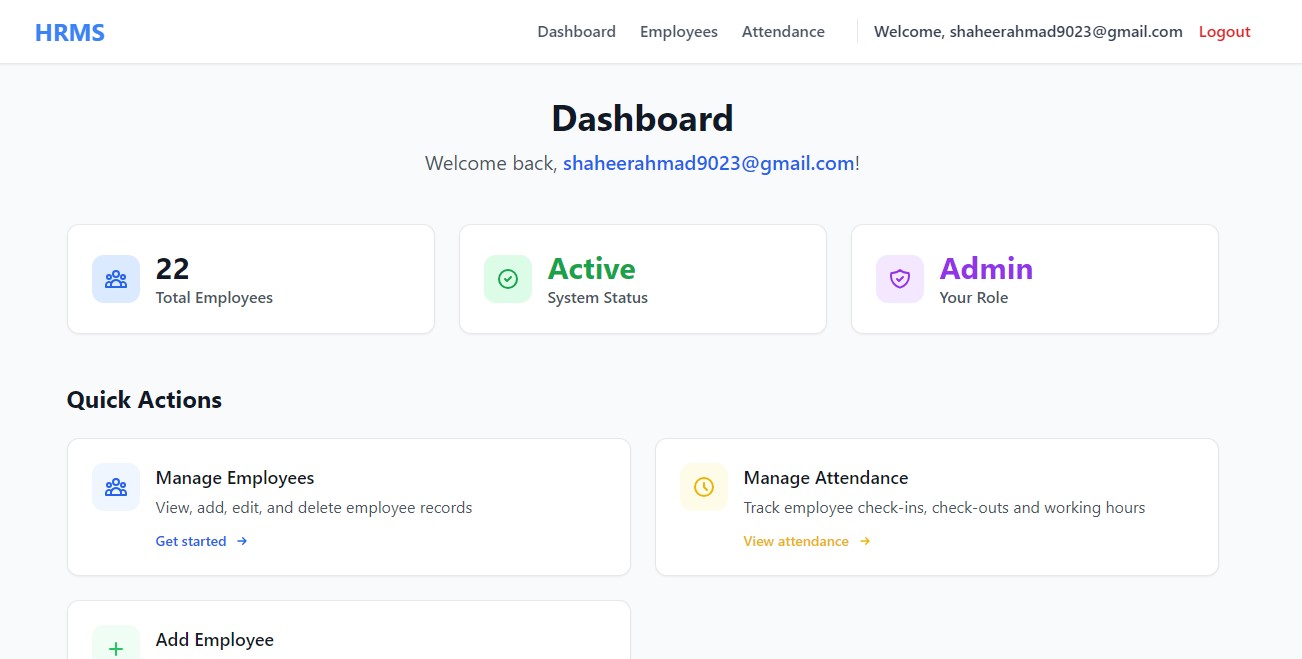 HRMS
Dashboard Employees Attendance Welcome, shaheerahmad9023@gmail.com Logout
Dashboard
Welcome back, shaheerahmad9023@gmail.com!
22
Total Employees
Active
System Status
Admin
Your Role
Quick Actions
Manage Employees
View, add, edit, and delete employee records
Get started →
Manage Attendance
Track employee check-ins, check-outs and working hours
View attendance →
Add Employee